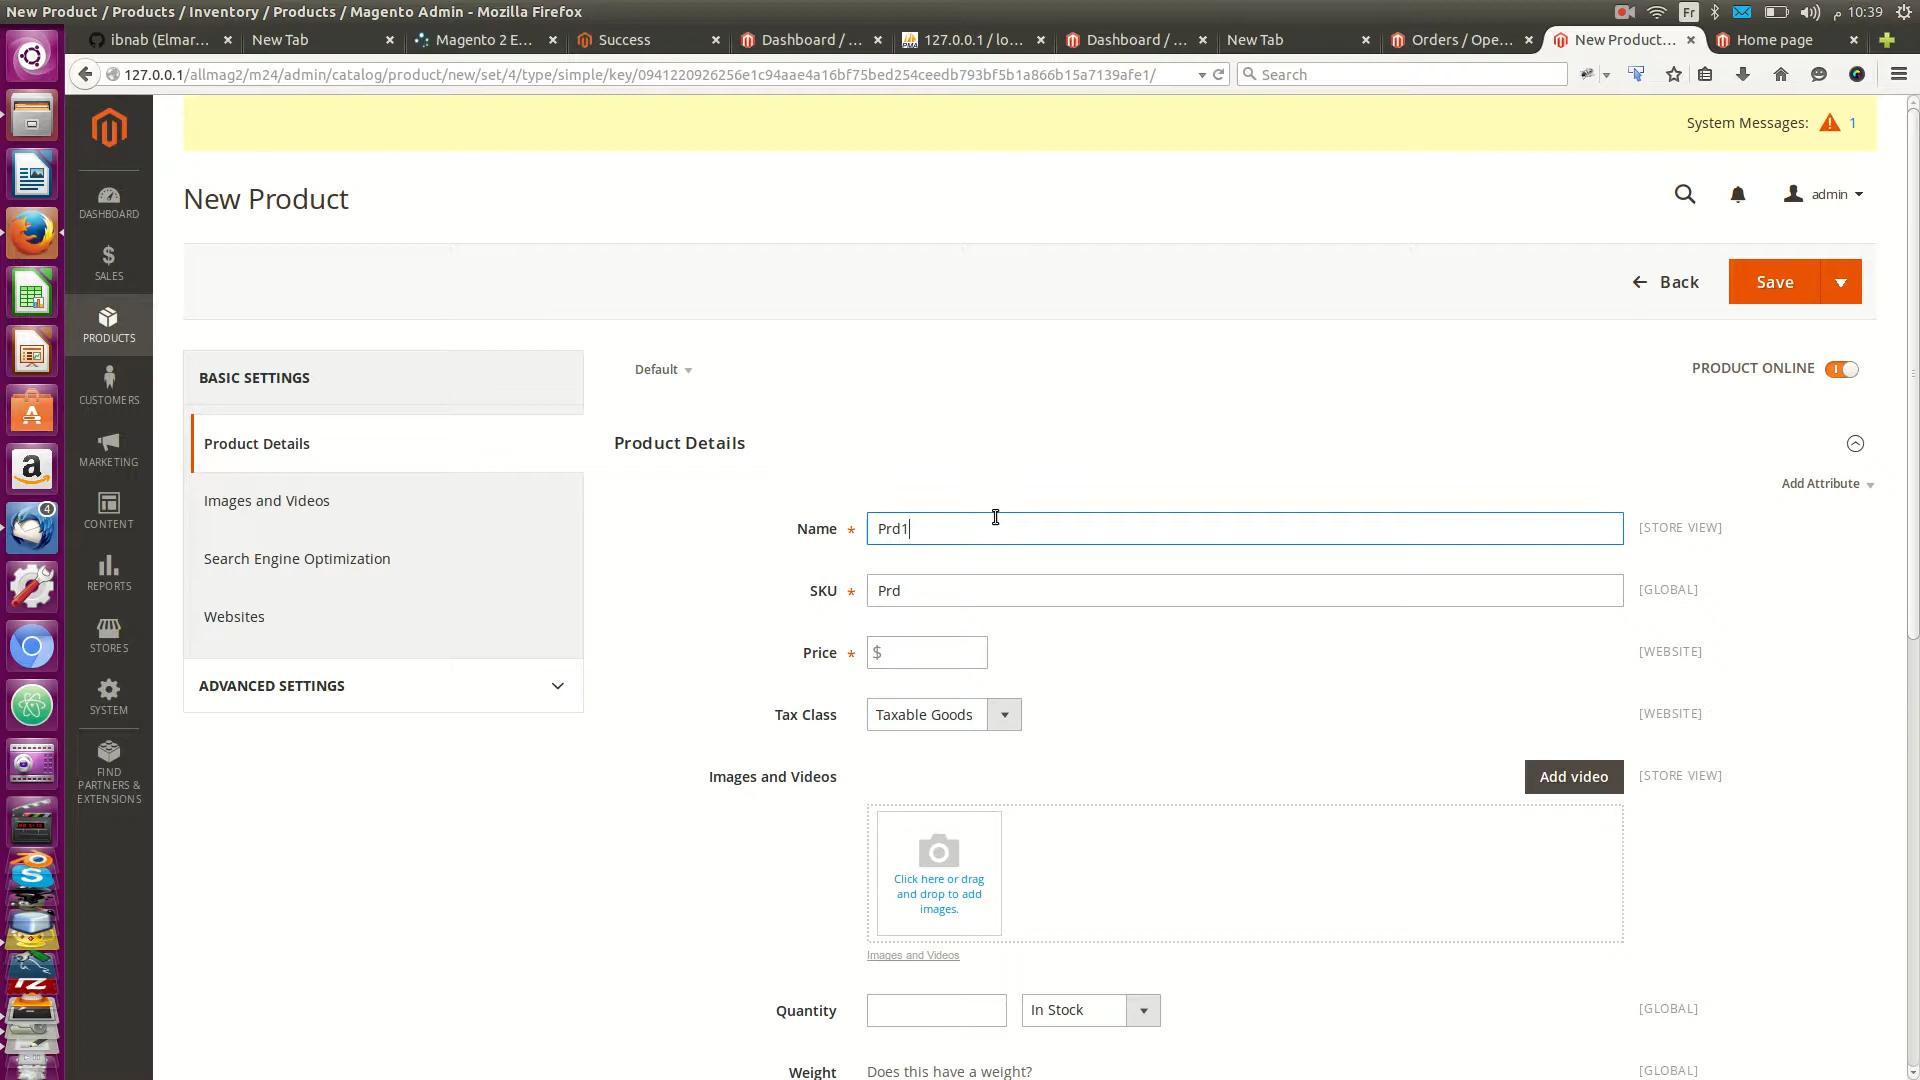 New Product / Products / Inventory / Products / Magento Admin - Mozilla Firefox
Fr
م 10:39
ibnab (Elmar...
New Tab
Magento 2 E...
Success
Dashboard / ...
127.0.0.1 / lo...
Dashboard / ...
New Tab
Orders / Ope...
New Product...
Home page
127.0.0.1/allmag2/m24/admin/catalog/product/new/set/4/type/simple/key/0941220926256e1c94aae4a16bf75bed254ceedb793bf5b1a866b15a7139afe1/
Search
System Messages: 1
New Product
admin
DASHBOARD
SALES
PRODUCTS
CUSTOMERS
MARKETING
CONTENT
REPORTS
STORES
SYSTEM
FIND
PARTNERS &
EXTENSIONS
4
Back
Save
BASIC SETTINGS
Product Details
Images and Videos
Search Engine Optimization
Websites
ADVANCED SETTINGS
Default
PRODUCT ONLINE
Product Details
Add Attribute
Name * Prd1 [STORE VIEW]
SKU * Prd [GLOBAL]
Price * $ [WEBSITE]
Tax Class Taxable Goods [WEBSITE]
Images and Videos Add video [STORE VIEW]
Click here or drag
and drop to add
images.
Images and Videos
Quantity In Stock [GLOBAL]
Weight Does this have a weight? [GLOBAL]